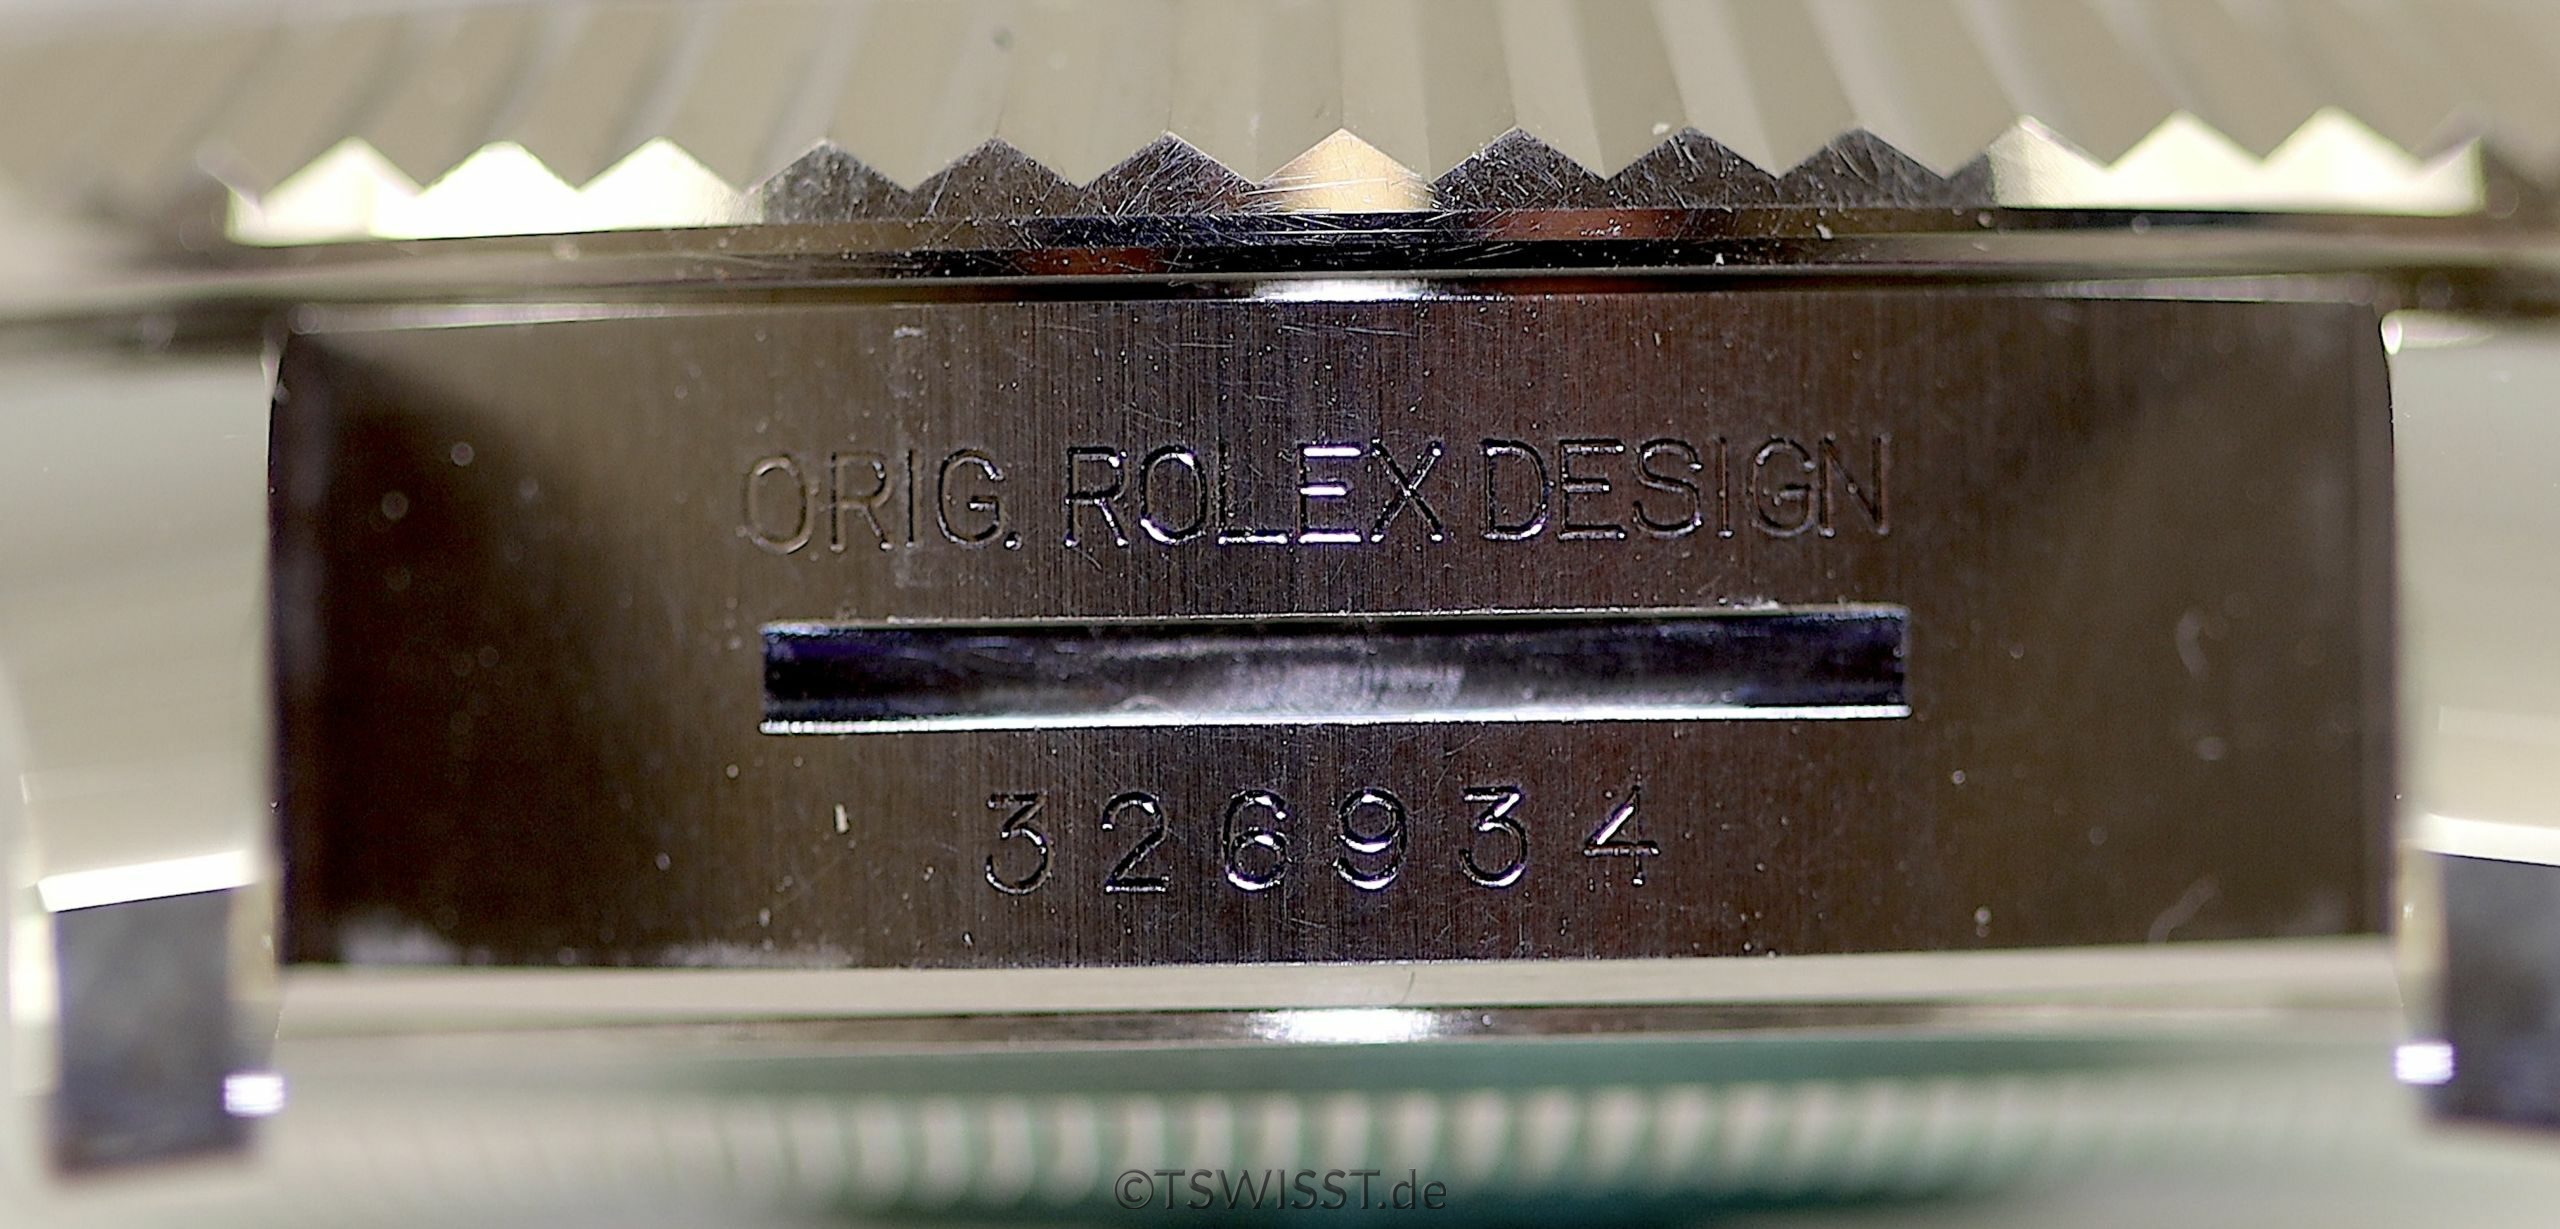 ORIG. ROLEX DESIGN
326934
©TSWISST.de